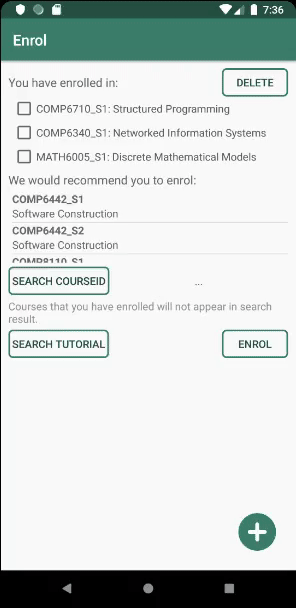 7:36
Enrol
You have enrolled in:
DELETE
COMP6710_S1: Structured Programming
COMP6340_S1: Networked Information Systems
MATH6005_S1: Discrete Mathematical Models
We would recommend you to enrol:
COMP6442_S1
Software Construction
COMP6442_S2
Software Construction
COMP8110_S1
SEARCH COURSEID
...
Courses that you have enrolled will not appear in search
result.
SEARCH TUTORIAL
ENROL